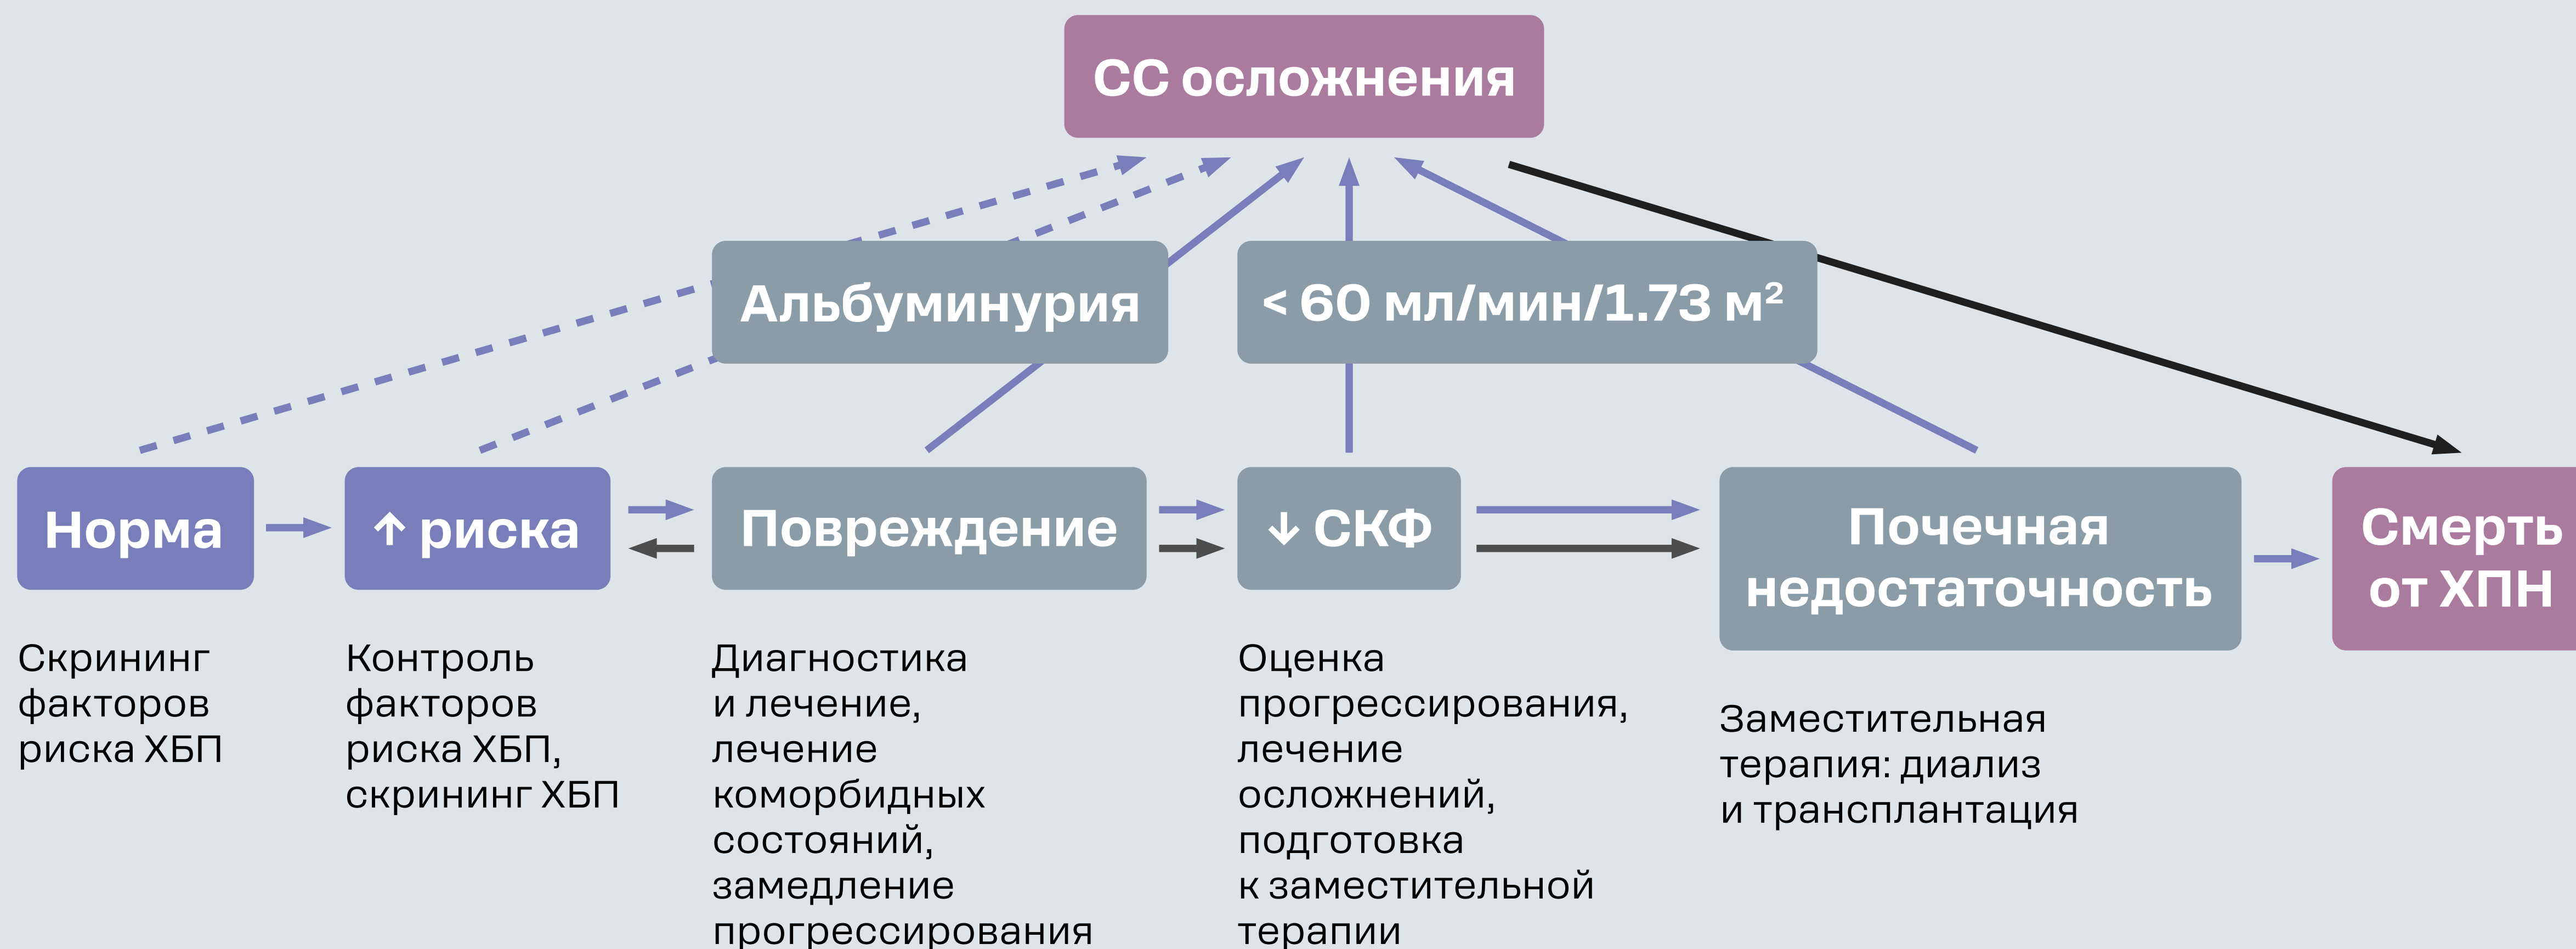 СС осложнения
Альбуминурия
< 60 мл/мин/1.73 м²
Норма
↑ риска
Повреждение
↓ СКФ
Почечная
недостаточность
Смерть
от ХПН
Скрининг
факторов
риска ХБП
Контроль
факторов
риска ХБП,
скрининг ХБП
Диагностика
и лечение,
лечение
коморбидных
состояний,
замедление
прогрессирования
Оценка
прогрессирования,
лечение
осложнений,
подготовка
к заместительной
терапии
Заместительная
терапия: диализ
и трансплантация